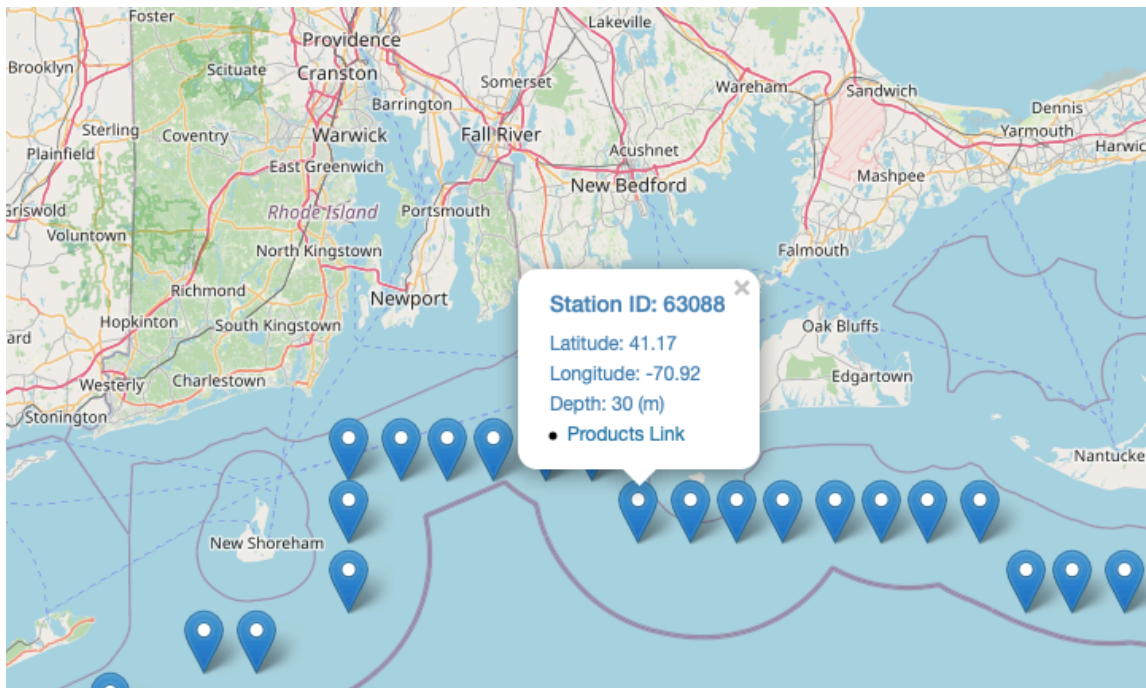 Foster
Lakeville
Providence
Brooklyn
Scituate
Cranston
Somerset
Wareham
Sandwich
Barrington
Dennis
Sterling
Coventry
Warwick
Fall River
Yarmouth
Plainfield
Acushnet
Harwic
East Greenwich
Mashpee
New Bedford
Griswold
Rhode Island
Portsmouth
Voluntown
North Kingstown
Falmouth
Richmond
Newport
Station ID: 63088
×
Hopkinton
South Kingstown
Oak Bluffs
ard
Latitude: 41.17
Westerly
Charlestown
Longitude: -70.92
Edgartown
Stonington
Depth: 30 (m)
• Products Link
Nantucke
New Shoreham